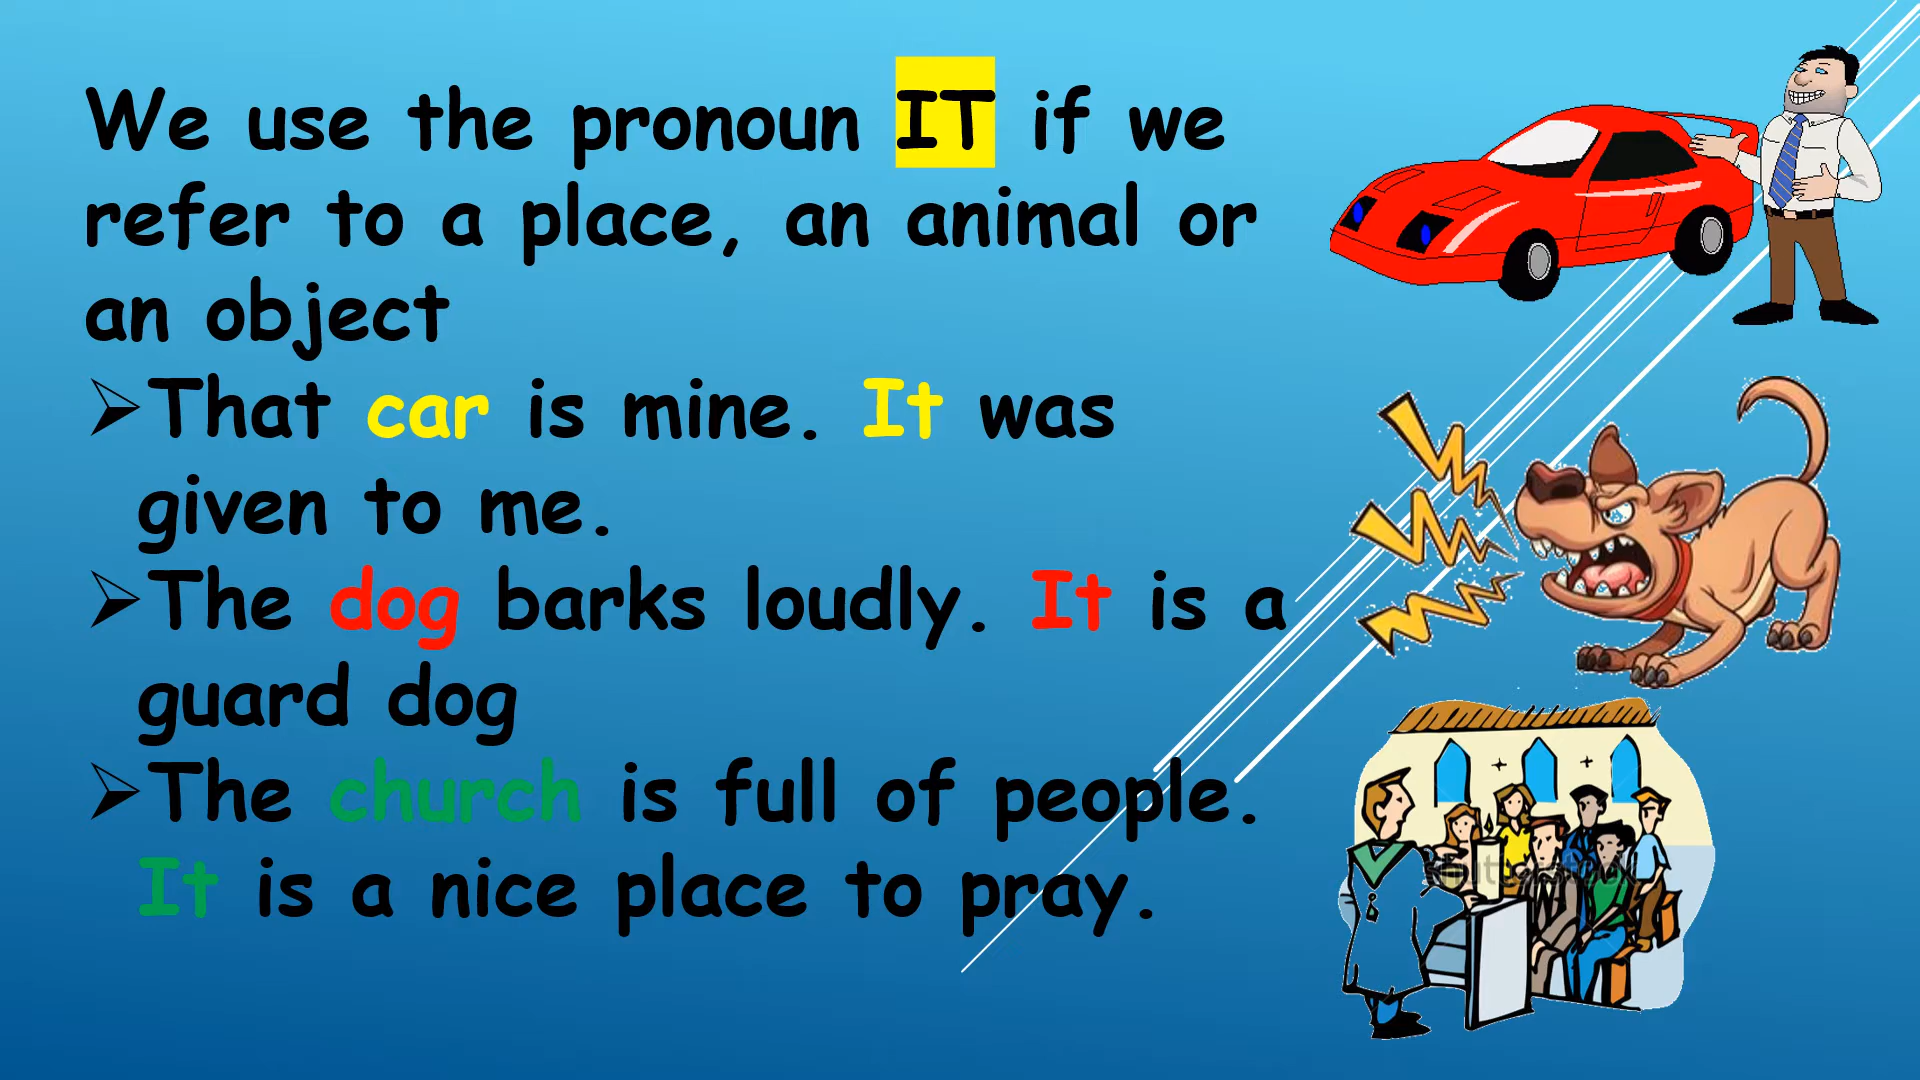 We use the pronoun IT if we
refer to a place, an animal or
an object
➢That car is mine. It was
given to me.
➢The dog barks loudly. It is a
guard dog
➢The church is full of people.
It is a nice place to pray.
shutterstock